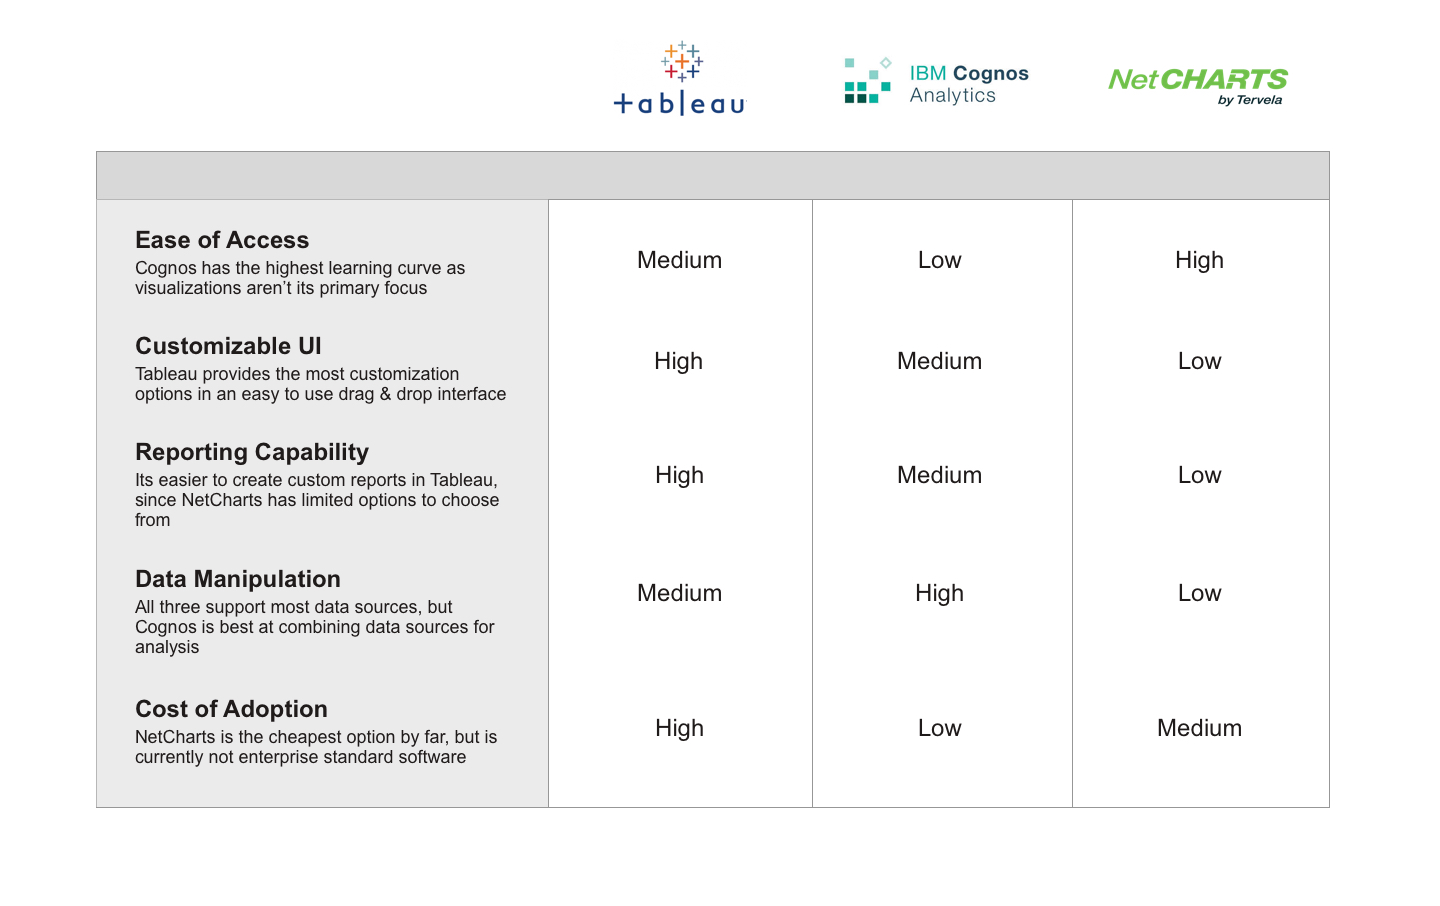 +ableau
IBM Cognos
Analytics
NetCHARTS
by Tervela
Ease of Access
Cognos has the highest learning curve as
visualizations aren’t its primary focus
Medium
Low
High
Customizable UI
Tableau provides the most customization
options in an easy to use drag & drop interface
High
Medium
Low
Reporting Capability
Its easier to create custom reports in Tableau,
since NetCharts has limited options to choose
from
High
Medium
Low
Data Manipulation
All three support most data sources, but
Cognos is best at combining data sources for
analysis
Medium
High
Low
Cost of Adoption
NetCharts is the cheapest option by far, but is
currently not enterprise standard software
High
Low
Medium